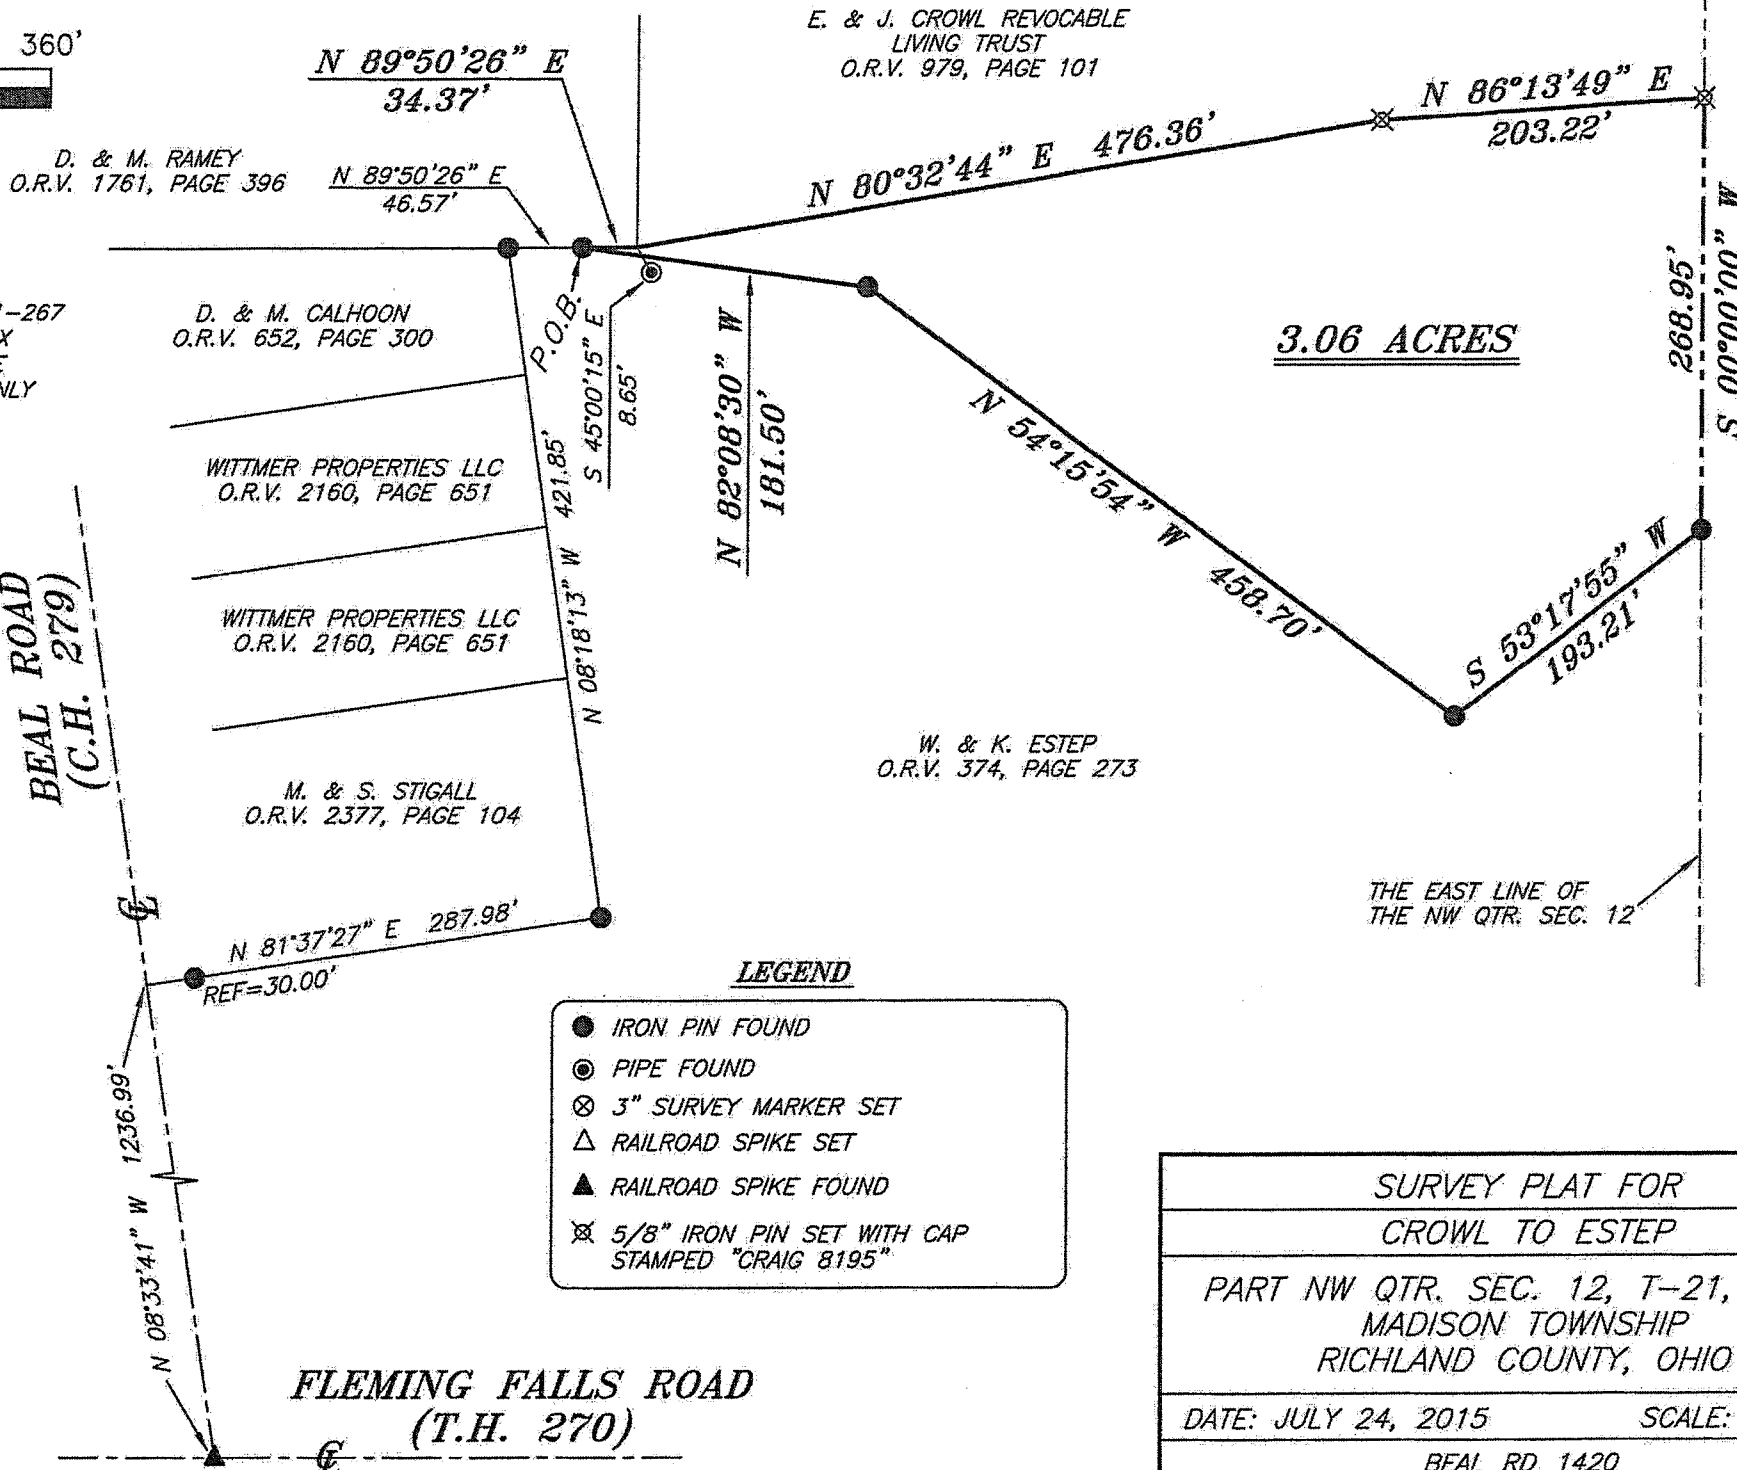 360'
E. & J. CROWL REVOCABLE
LIVING TRUST
O.R.V. 979, PAGE 101
N 89°50'26" E
34.37'
N 86°13'49" E
203.22'
N 80°32'44" E 476.36'
D. & M. RAMEY
O.R.V. 1761, PAGE 396
N 89°50'26" E
46.57'
S 00°00'00" W
268.95'
-267
X
E
NLY
D. & M. CALHOON
O.R.V. 652, PAGE 300
P.O.B.
S 45°00'15" E
8.65'
N 82°08'30" W
181.50'
3.06 ACRES
N 54°15'54" W 458.70'
WITTMER PROPERTIES LLC
O.R.V. 2160, PAGE 651
N 08°18'13" W 421.85'
S 53°17'55" W
193.21'
BEAL ROAD
(C.H. 279)
WITTMER PROPERTIES LLC
O.R.V. 2160, PAGE 651
W. & K. ESTEP
O.R.V. 374, PAGE 273
M. & S. STIGALL
O.R.V. 2377, PAGE 104
THE EAST LINE OF
THE NW QTR. SEC. 12
N 81°37'27" E 287.98'
REF=30.00'
N 08°33'41" W 1236.99'
LEGEND
IRON PIN FOUND
PIPE FOUND
3" SURVEY MARKER SET
RAILROAD SPIKE SET
RAILROAD SPIKE FOUND
5/8" IRON PIN SET WITH CAP
STAMPED "CRAIG 8195"
FLEMING FALLS ROAD
(T.H. 270)
SURVEY PLAT FOR
CROWL TO ESTEP
PART NW QTR. SEC. 12, T-21,
MADISON TOWNSHIP
RICHLAND COUNTY, OHIO
DATE: JULY 24, 2015 SCALE:
BEAL RD 1420